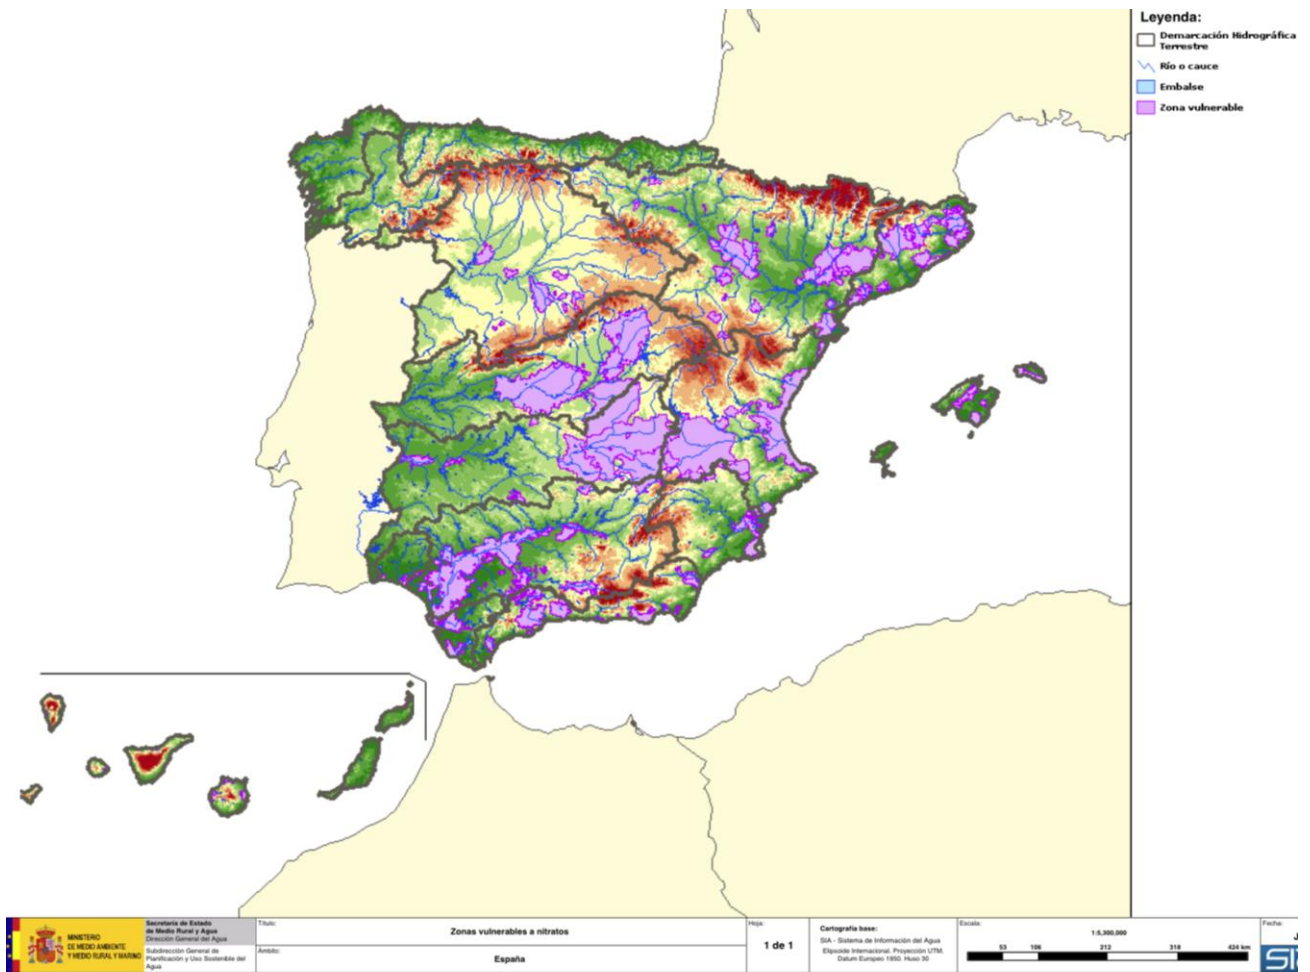 Leyenda:
Demarcación Hidrográfica
Terrestre
Río o cauce
Embalse
Zona vulnerable
MINISTERIO
DE MEDIO AMBIENTE
Y MEDIO RURAL Y MARINO
Secretaría de Estado
de Medio Rural y Agua
Dirección General del Agua
Subdirección General de
Planificación y Uso Sostenible del
Agua
Título:
Zonas vulnerables a nitratos
Ámbito:
España
Hoja:
1 de 1
Cartografía base:
SIA - Sistema de Información del Agua
Elipsoide Internacional. Proyección UTM.
Datum Europeo 1950. Huso 30
Escala:
1:5,300,000
53 106 212 318 424 km
Fecha:
J